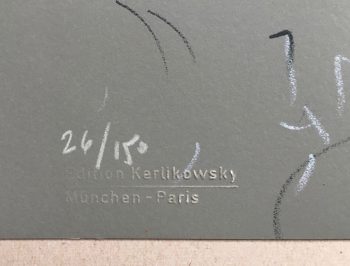 26/150
Edition Kerlikowsky
München - Paris